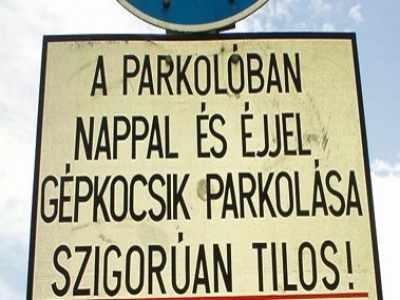 A PARKOLÓBAN
NAPPAL ÉS ÉJJEL
GÉPKOCSIK PARKOLÁSA
SZIGORÚAN TILOS!